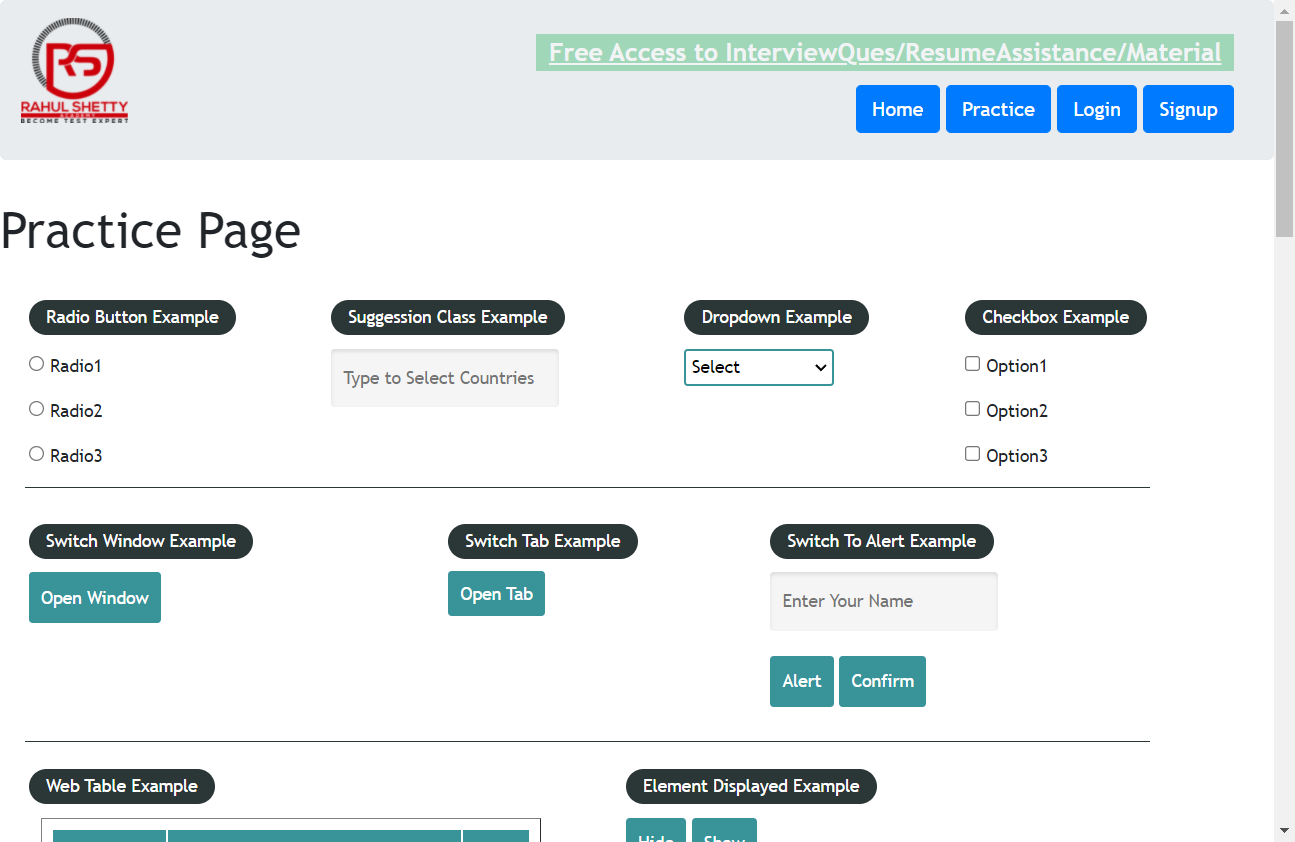 RAHUL SHETTY
ACADEMY
BECOME TEST EXPERT
Free Access to InterviewQues/ResumeAssistance/Material
Home Practice Login Signup
Practice Page
Radio Button Example
Radio1
Radio2
Radio3
Suggession Class Example
Type to Select Countries
Dropdown Example
Select
Checkbox Example
Option1
Option2
Option3
Switch Window Example
Open Window
Switch Tab Example
Open Tab
Switch To Alert Example
Enter Your Name
Alert Confirm
Web Table Example
Element Displayed Example
Hide Show